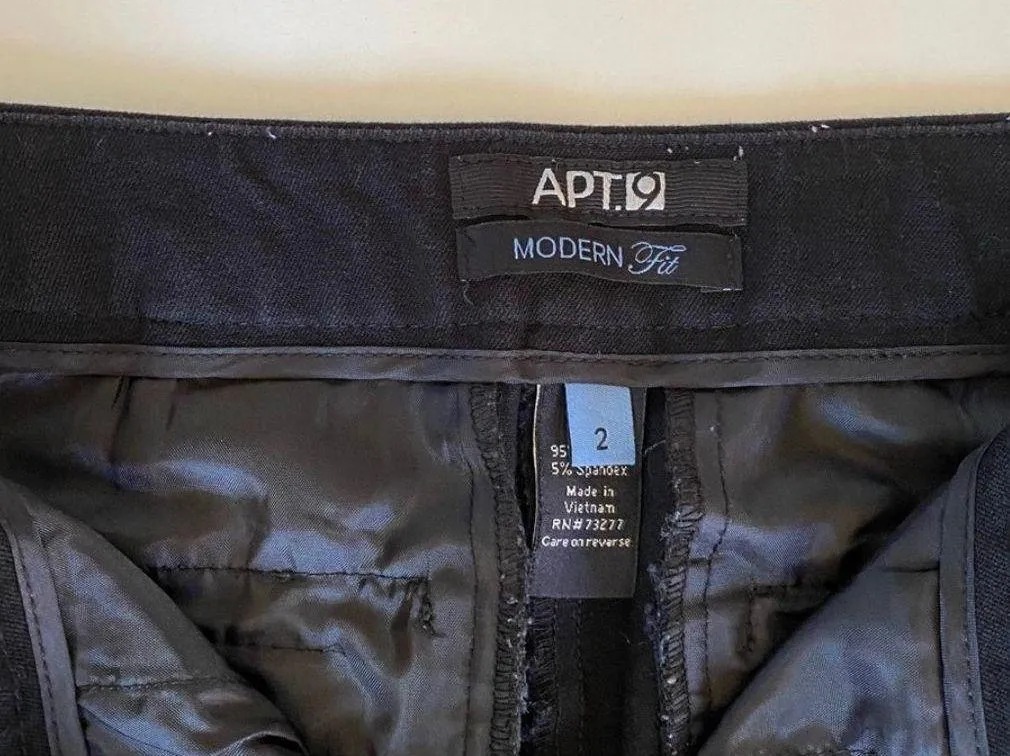 APT.9
MODERN Fit
2
95
5% Spandex
Made in
Vietnam
RN#73277
Care on reverse